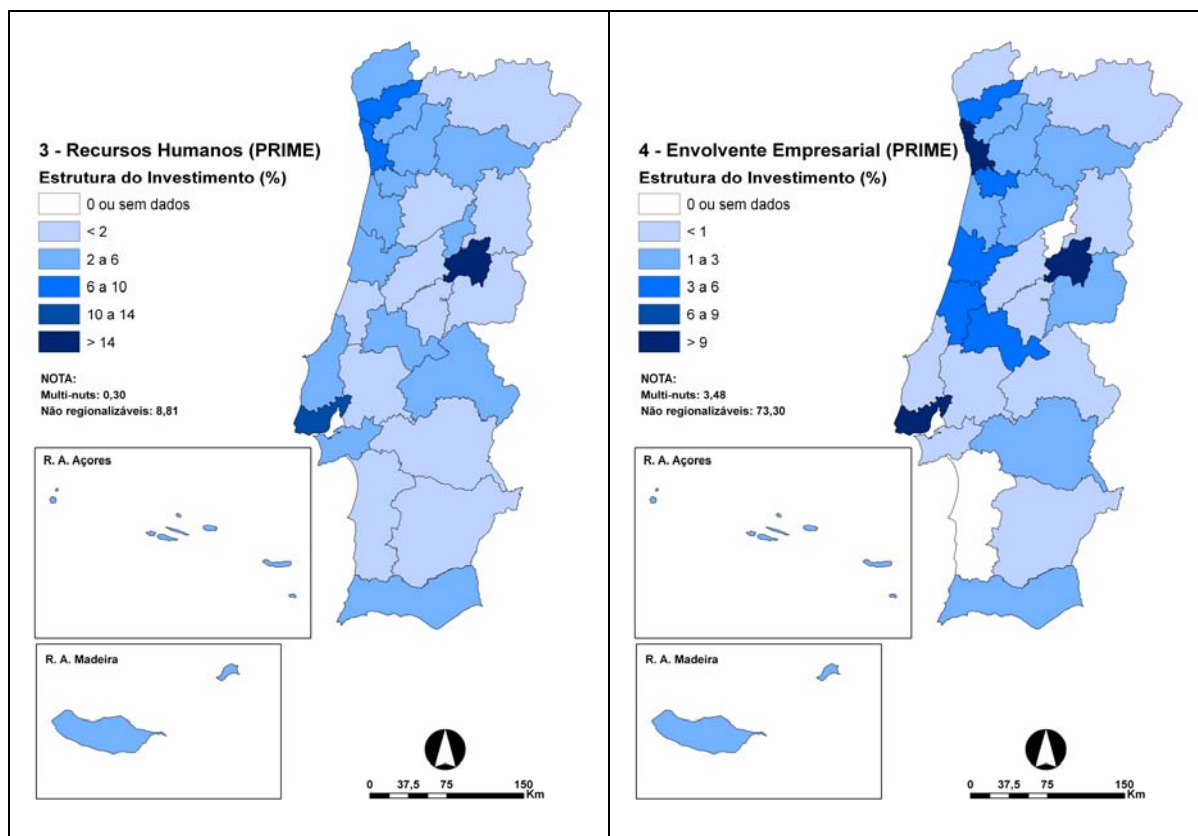 3 - Recursos Humanos (PRIME)
Estrutura do Investimento (%)
0 ou sem dados
< 2
2 a 6
6 a 10
10 a 14
> 14
NOTA:
Multi-nuts: 0,30
Não regionalizáveis: 8,81
R. A. Açores
R. A. Madeira
0 37,5 75 150
Km
4 - Envolvente Empresarial (PRIME)
Estrutura do Investimento (%)
0 ou sem dados
< 1
1 a 3
3 a 6
6 a 9
> 9
NOTA:
Multi-nuts: 3,48
Não regionalizáveis: 73,30
R. A. Açores
R. A. Madeira
0 37,5 75 150
Km